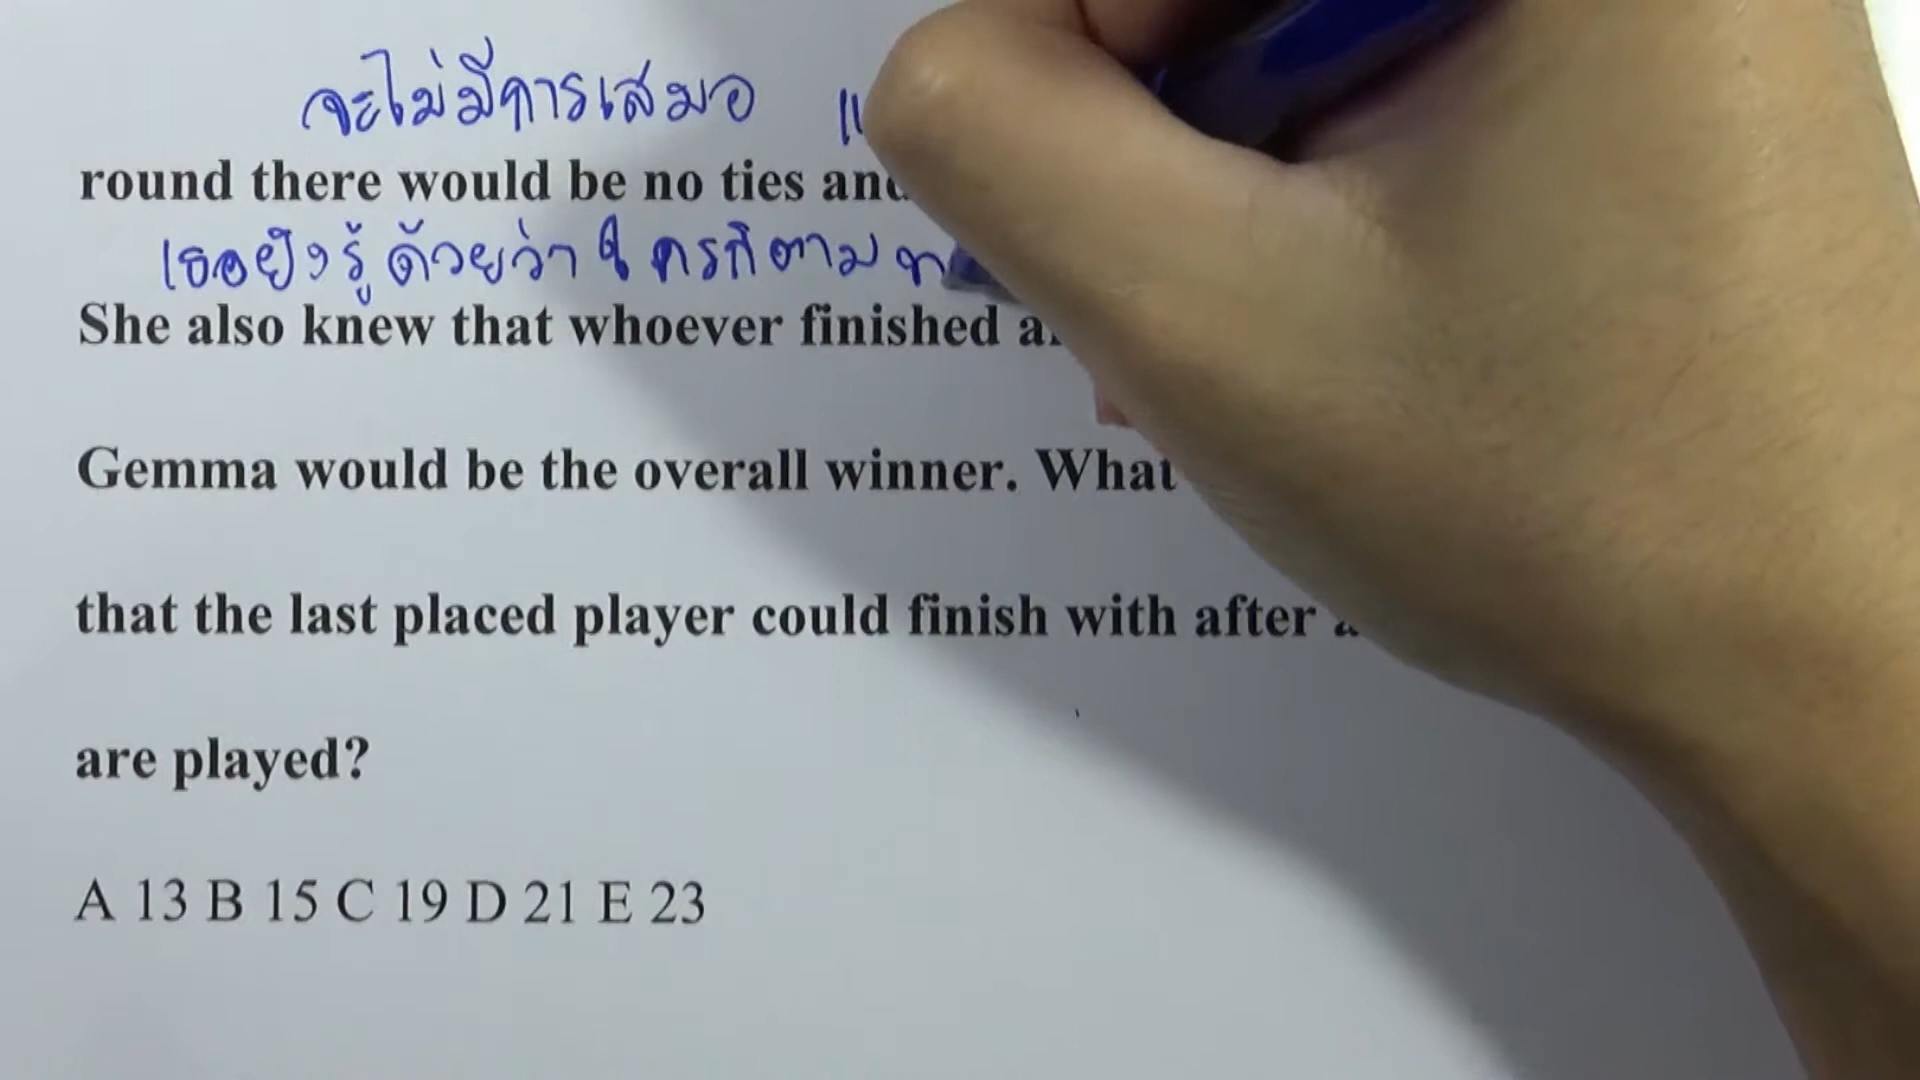 จะไม่มีการเสมอ
round there would be no ties and
เธอยังรู้ด้วยว่าใครก็ตาม
She also knew that whoever finished
Gemma would be the overall winner. What
that the last placed player could finish with after
are played?
A 13 B 15 C 19 D 21 E 23